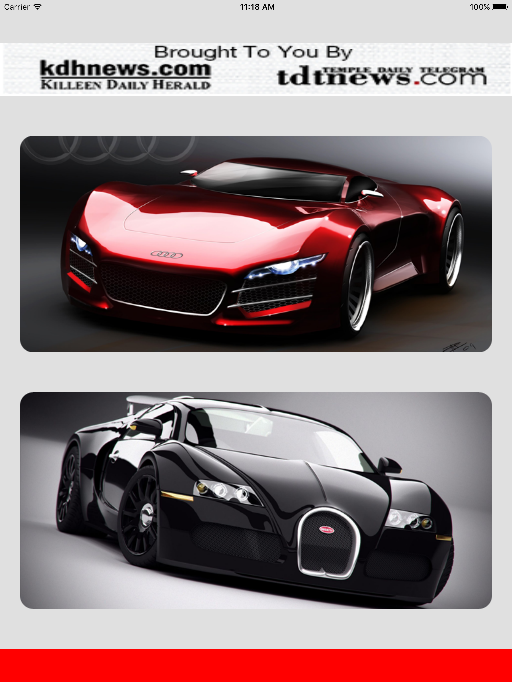 Carrier
11:18 AM
100%
Brought To You By
kdhnews.com
KILLEEN DAILY HERALD
TEMPLE DAILY TELEGRAM
tdtnews.com